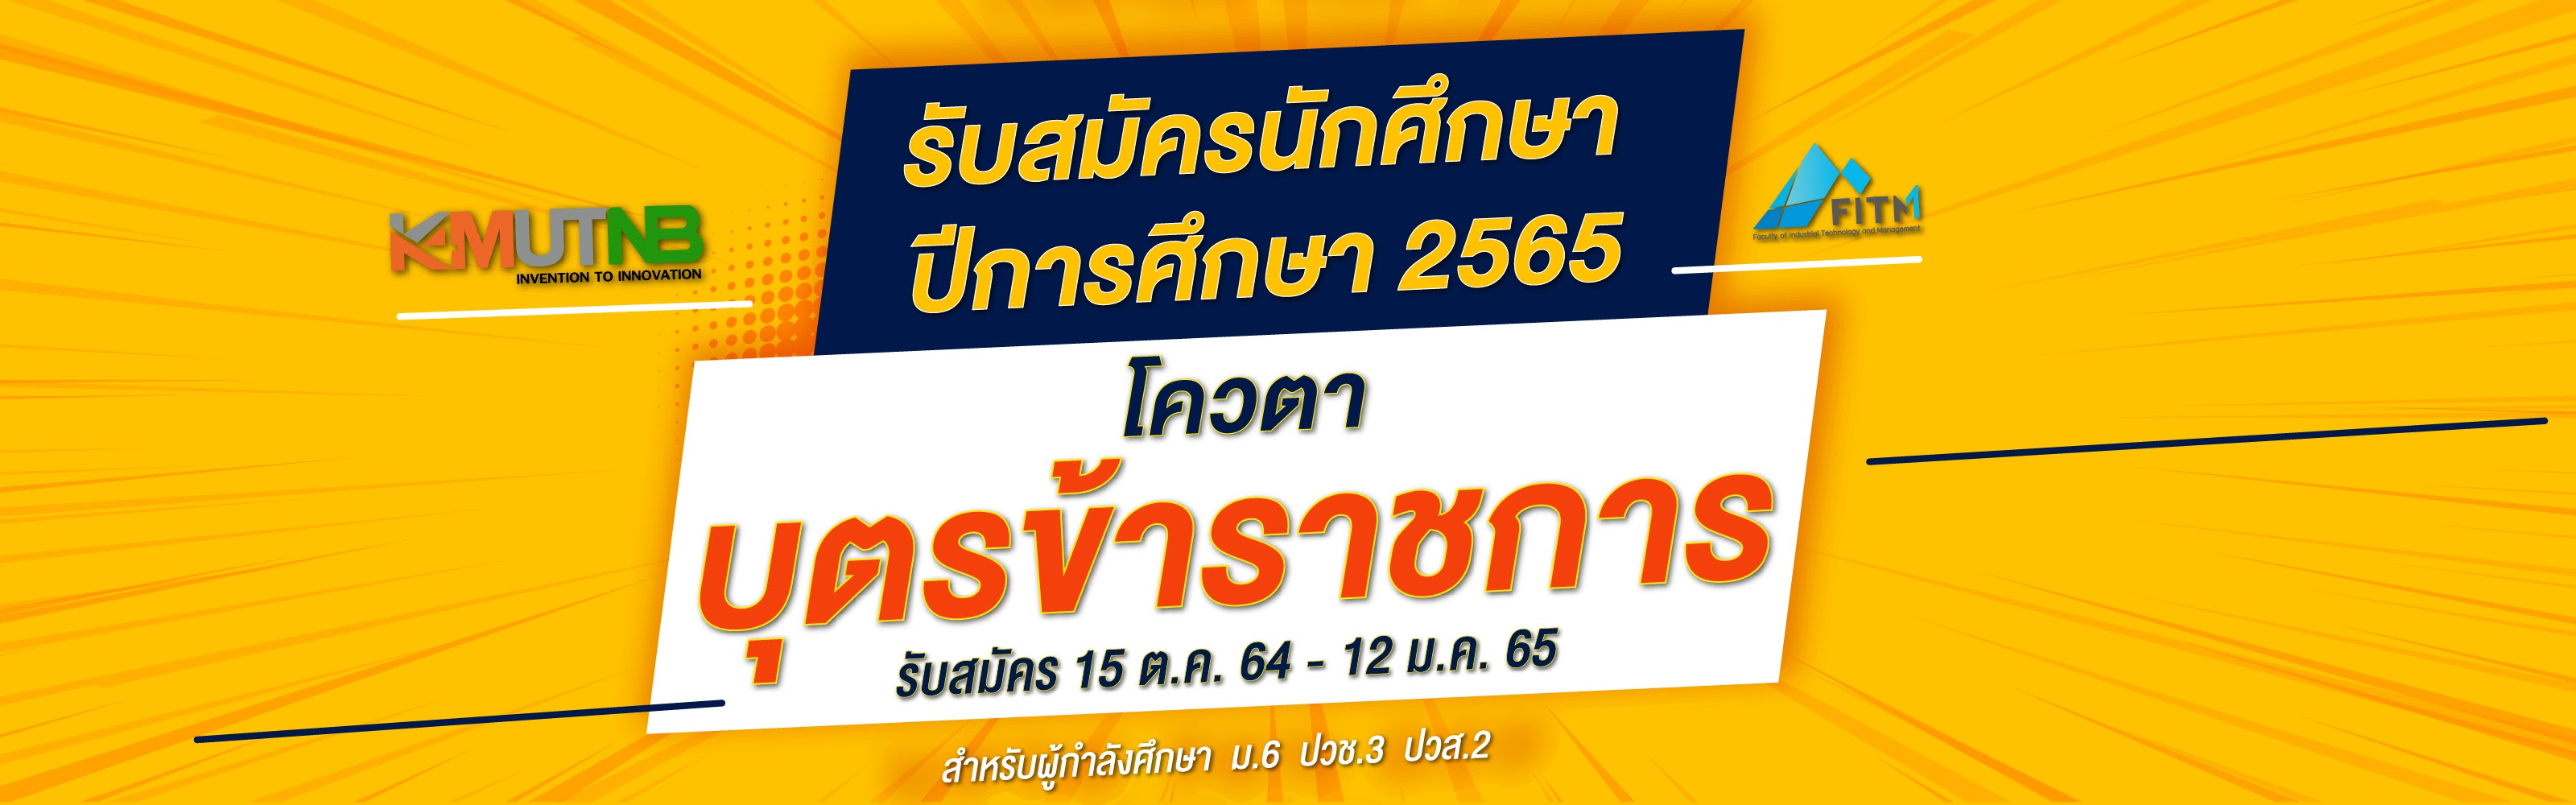 รับสมัครนักศึกษา
ปีการศึกษา 2565
KMUTNB
INVENTION TO INNOVATION
FITM
Faculty of Industrial Technology and Management
โควตา
บุตรข้าราชการ
รับสมัคร 15 ต.ค. 64 - 12 ม.ค. 65
สำหรับผู้กำลังศึกษา ม.6 ปวช.3 ปวส.2